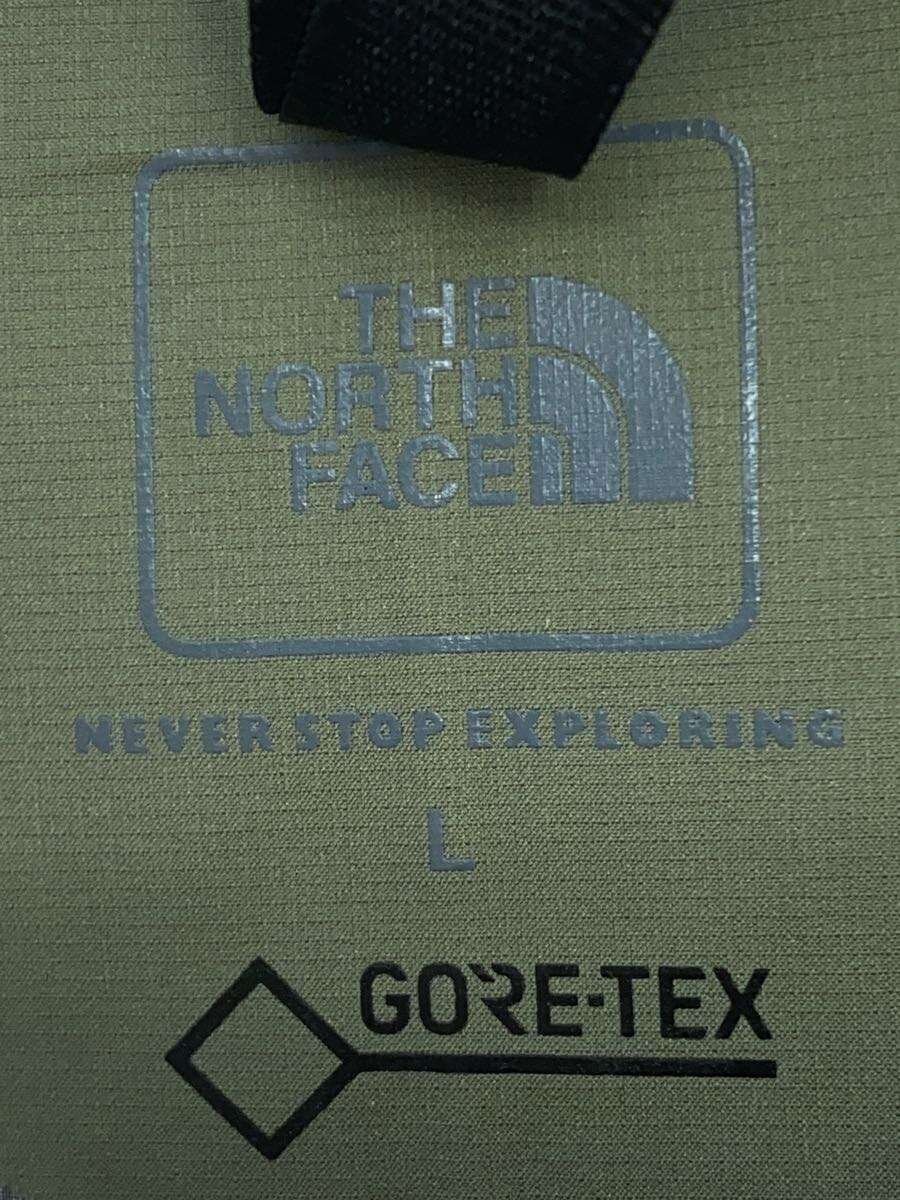 THE
NORTH
FACE
NEVER STOP EXPLORING
L
GORE-TEX